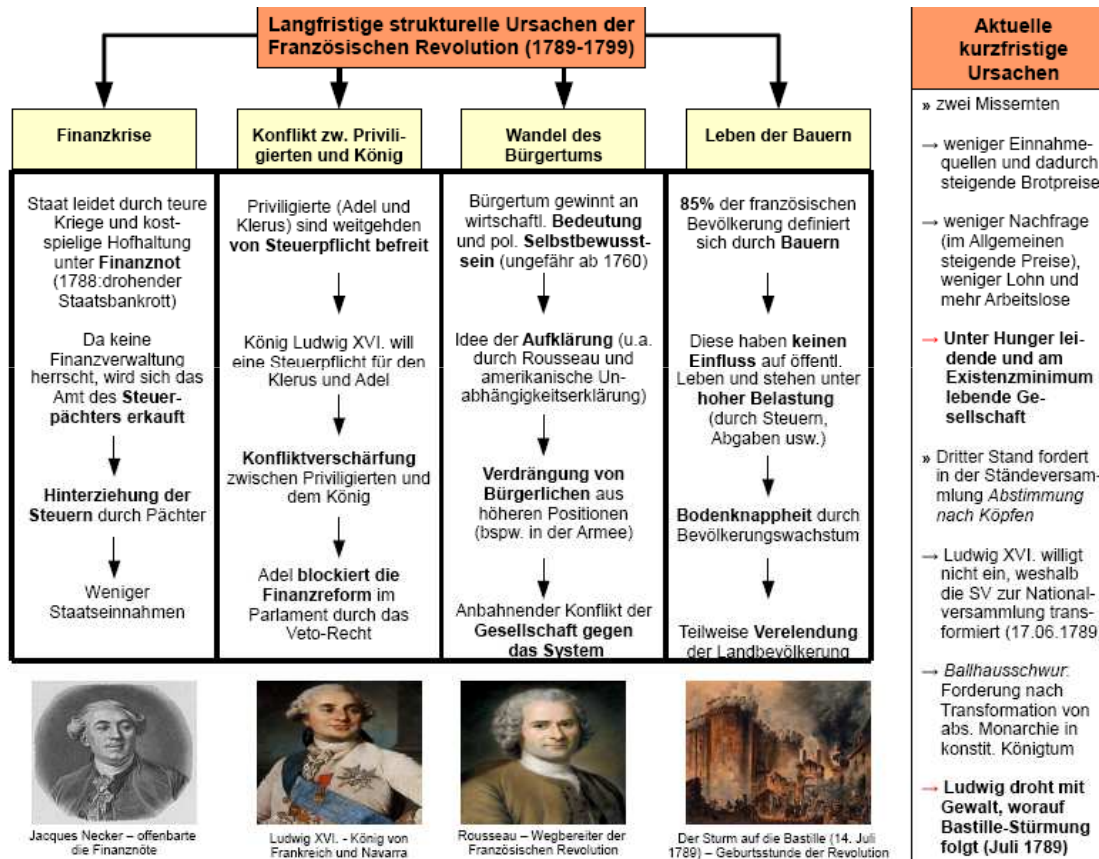 Langfristige strukturelle Ursachen der
Französischen Revolution (1789-1799)
Finanzkrise
Staat leidet durch teure
Kriege und kost-
spielige Hofhaltung
unter Finanznot
(1788:drohender
Staatsbankrott)
Da keine
Finanzverwaltung
herrscht, wird sich das
Amt des Steuer-
pächters erkauft
Hinterziehung der
Steuern durch Pächter
Weniger
Staatseinnahmen
Konflikt zw. Privili-
gierten und König
Priviligierte (Adel und
Klerus) sind weitgehden
von Steuerpflicht befreit
König Ludwig XVI. will
eine Steuerpflicht für den
Klerus und Adel
Konfliktverschärfung
zwischen Priviligierten und
dem König
Adel blockiert die
Finanzreform im
Parlament durch das
Veto-Recht
Wandel des
Bürgertums
Bürgertum gewinnt an
wirtschaftl. Bedeutung
und pol. Selbstbewusst-
sein (ungefähr ab 1760)
Idee der Aufklärung (u.a.
durch Rousseau und
amerikanische Un-
abhängigkeitserklärung)
Verdrängung von
Bürgerlichen aus
höheren Positionen
(bspw. in der Armee)
Anbahnender Konflikt der
Gesellschaft gegen
das System
Leben der Bauern
85% der französischen
Bevölkerung definiert
sich durch Bauern
Diese haben keinen
Einfluss auf öffentl.
Leben und stehen unter
hoher Belastung
(durch Steuern,
Abgaben usw.)
Bodenknappheit durch
Bevölkerungswachstum
Teilweise Verelendung
der Landbevölkerung
Jacques Necker – offenbarte
die Finanznöte
Ludwig XVI. - König von
Frankreich und Navarra
Rousseau – Wegbereiter der
Französischen Revolution
Der Sturm auf die Bastille (14. Juli
1789) – Geburtsstunde der Revolution
Aktuelle
kurzfristige
Ursachen
» zwei Missernten
→ weniger Einnahme-
quellen und dadurch
steigende Brotpreise
→ weniger Nachfrage
(im Allgemeinen
steigende Preise),
weniger Lohn und
mehr Arbeitslose
→ Unter Hunger lei-
dende und am
Existenzminimum
lebende Ge-
sellschaft
» Dritter Stand fordert
in der Ständeversam-
mlung Abstimmung
nach Köpfen
→ Ludwig XVI. willigt
nicht ein, weshalb
die SV zur National-
versammlung trans-
formiert (17.06.1789
→ Ballhausschwur:
Forderung nach
Transformation von
abs. Monarchie in
konstit. Königtum
→ Ludwig droht mit
Gewalt, worauf
Bastille-Stürmung
folgt (Juli 1789)